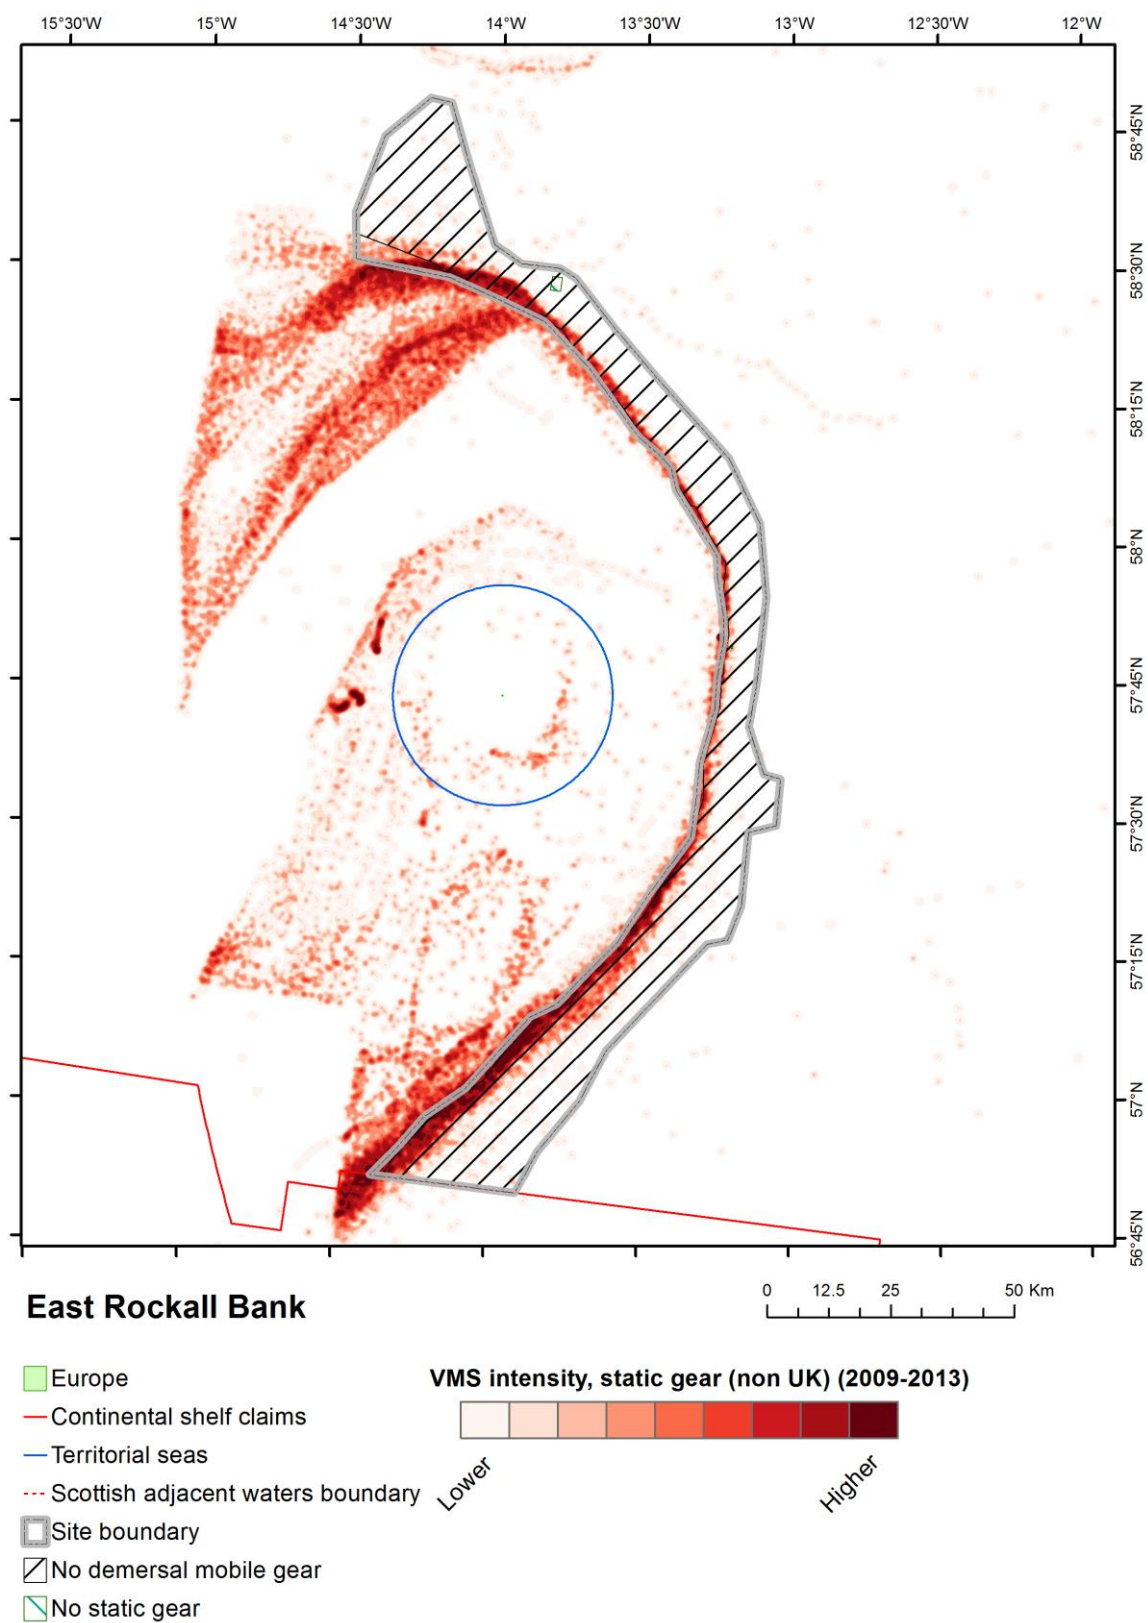 15°30'W 15°W 14°30'W 14°W 13°30'W 13°W 12°30'W 12°W
58°45'N
58°30'N
58°15'N
58°N
57°45'N
57°30'N
57°15'N
57°N
56°45'N
East Rockall Bank
0 12.5 25 50 Km
Europe
Continental shelf claims
Territorial seas
Scottish adjacent waters boundary
Site boundary
No demersal mobile gear
No static gear
VMS intensity, static gear (non UK) (2009-2013)
Lower
Higher